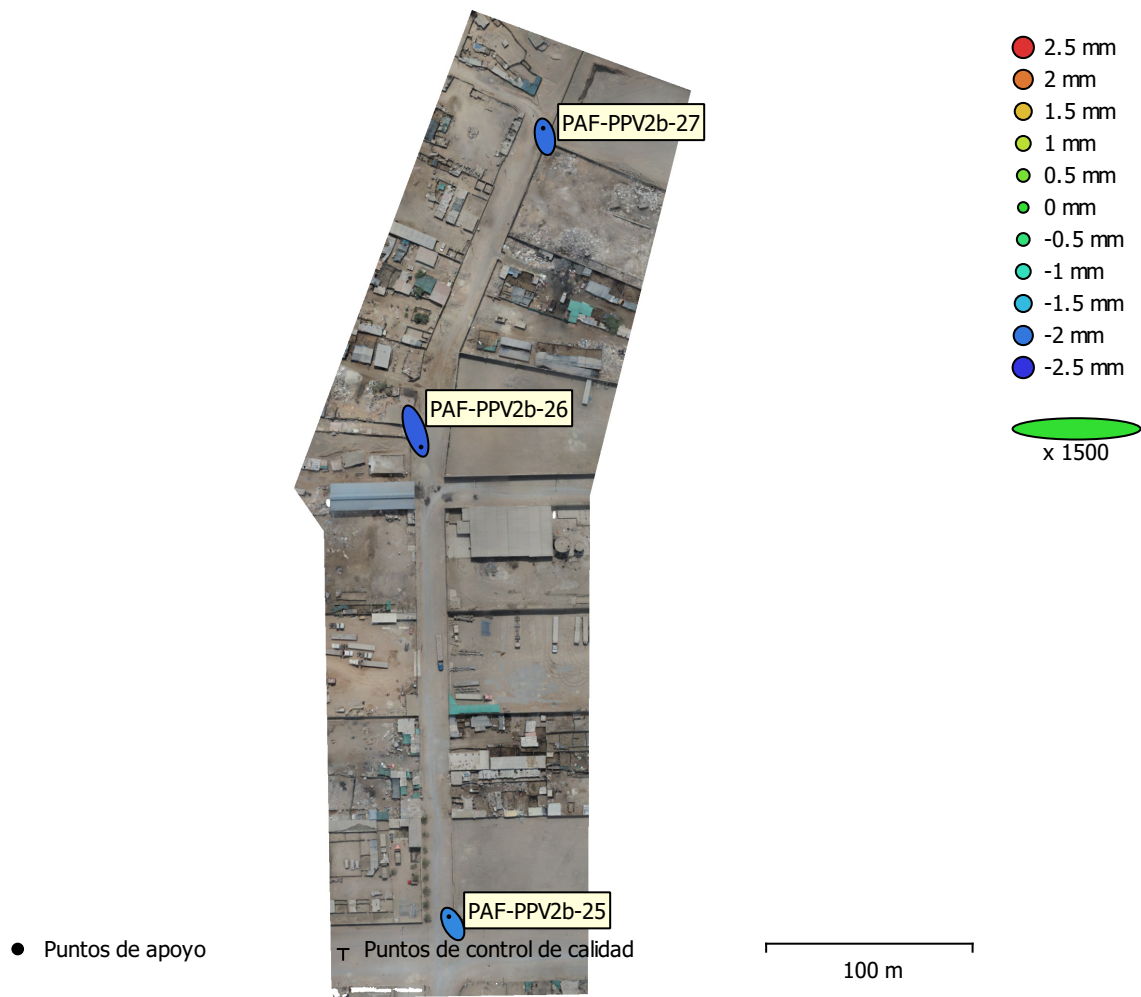 PAF-PPV2b-27
PAF-PPV2b-26
PAF-PPV2b-25
2.5 mm
2 mm
1.5 mm
1 mm
0.5 mm
0 mm
-0.5 mm
-1 mm
-1.5 mm
-2 mm
-2.5 mm
x 1500
Puntos de apoyo
Puntos de control de calidad
100 m